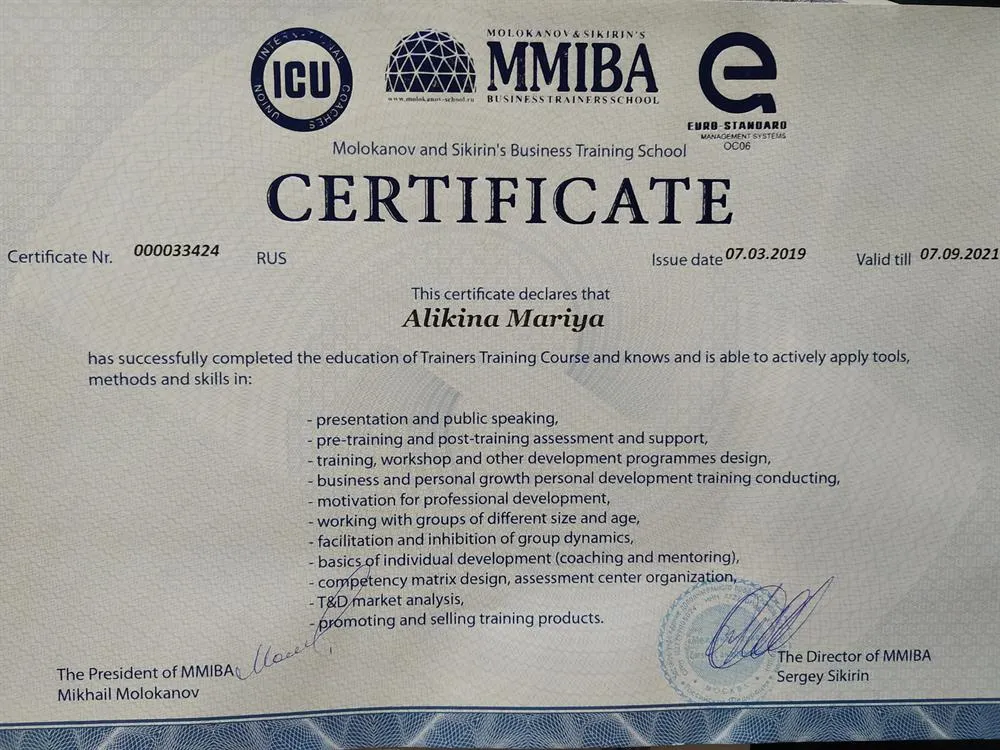 INTERNATIONAL COACHES UNION
ICU
MOLOKANOV & SIKIRIN'S
MMIBA
BUSINESS TRAINERS SCHOOL
www.molokanov-school.ru
e
EURO-STANDARD
MANAGEMENT SYSTEMS
OC06
Molokanov and Sikirin's Business Training School
CERTIFICATE
Certificate Nr. 000033424 RUS Issue date 07.03.2019 Valid till 07.09.2021
This certificate declares that
Alikina Mariya
has successfully completed the education of Trainers Training Course and knows and is able to actively apply tools,
methods and skills in:
- presentation and public speaking,
- pre-training and post-training assessment and support,
- training, workshop and other development programmes design,
- business and personal growth personal development training conducting,
- motivation for professional development,
- working with groups of different size and age,
- facilitation and inhibition of group dynamics,
- basics of individual development (coaching and mentoring),
- competency matrix design, assessment center organization,
- T&D market analysis,
- promoting and selling training products.
The President of MMIBA
Mikhail Molokanov
The Director of MMIBA
Sergey Sikirin
МОСКВА